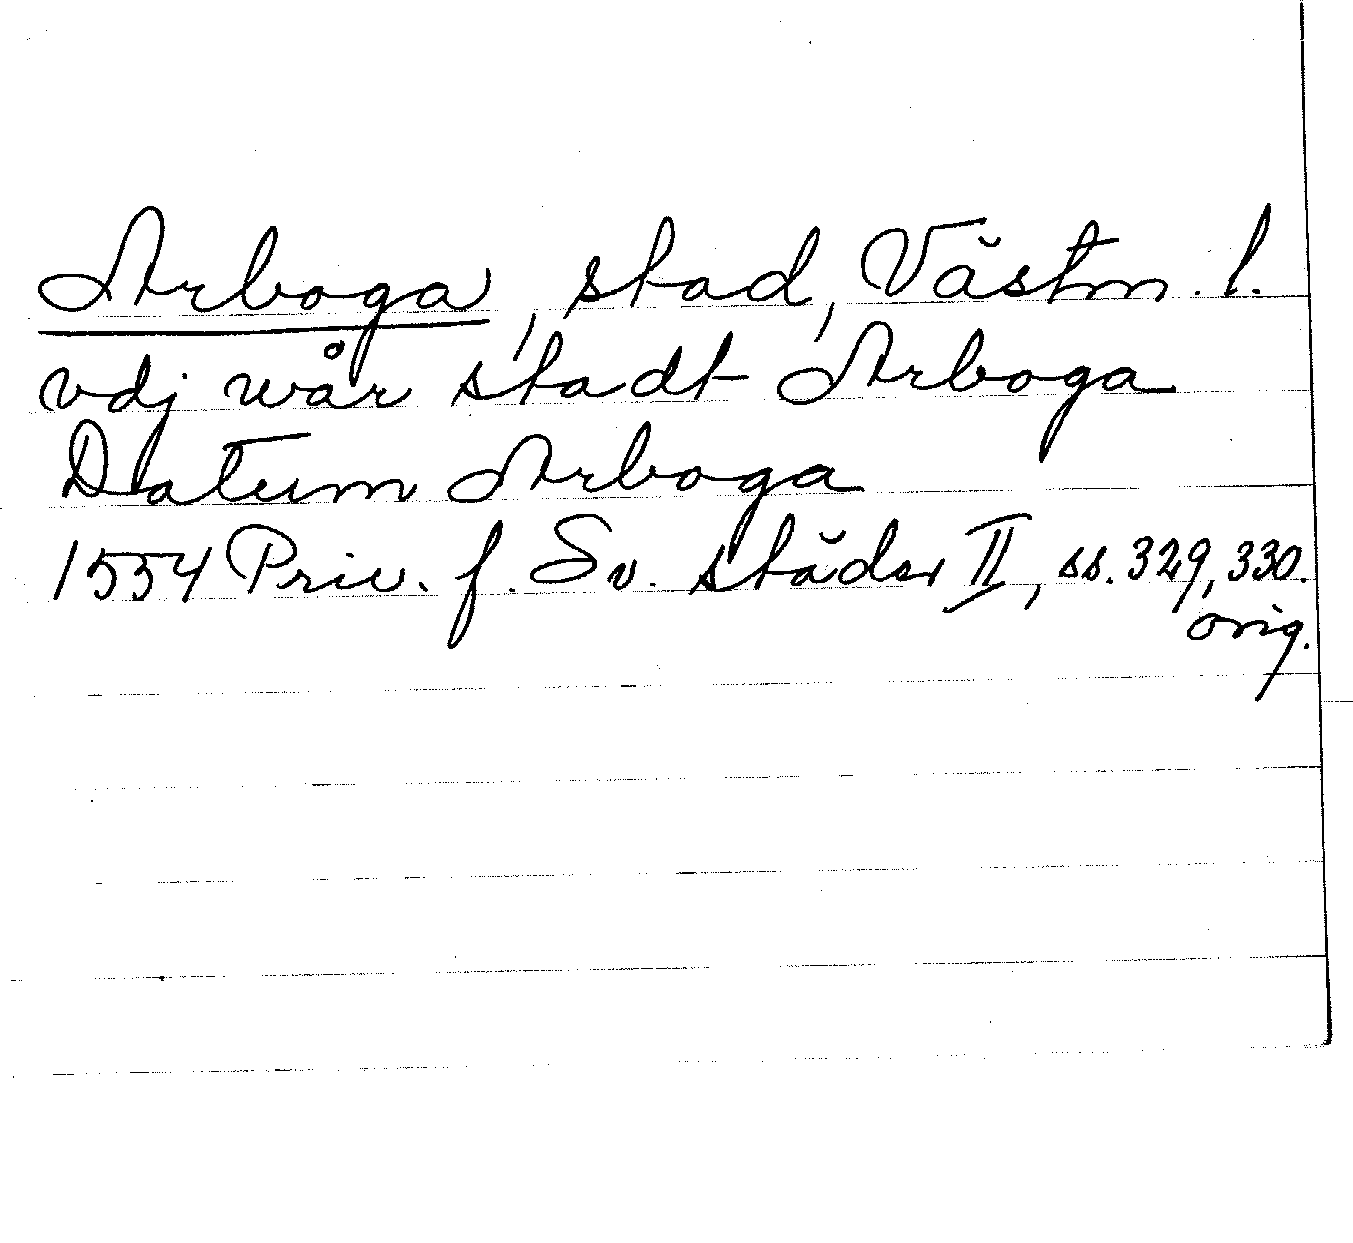 Arboga, stad, Västm. l.
vdj wår stadt Arboga
Datum Arboga
1554 Priv. f. Sv. städer II, ss. 329, 330.
orig.